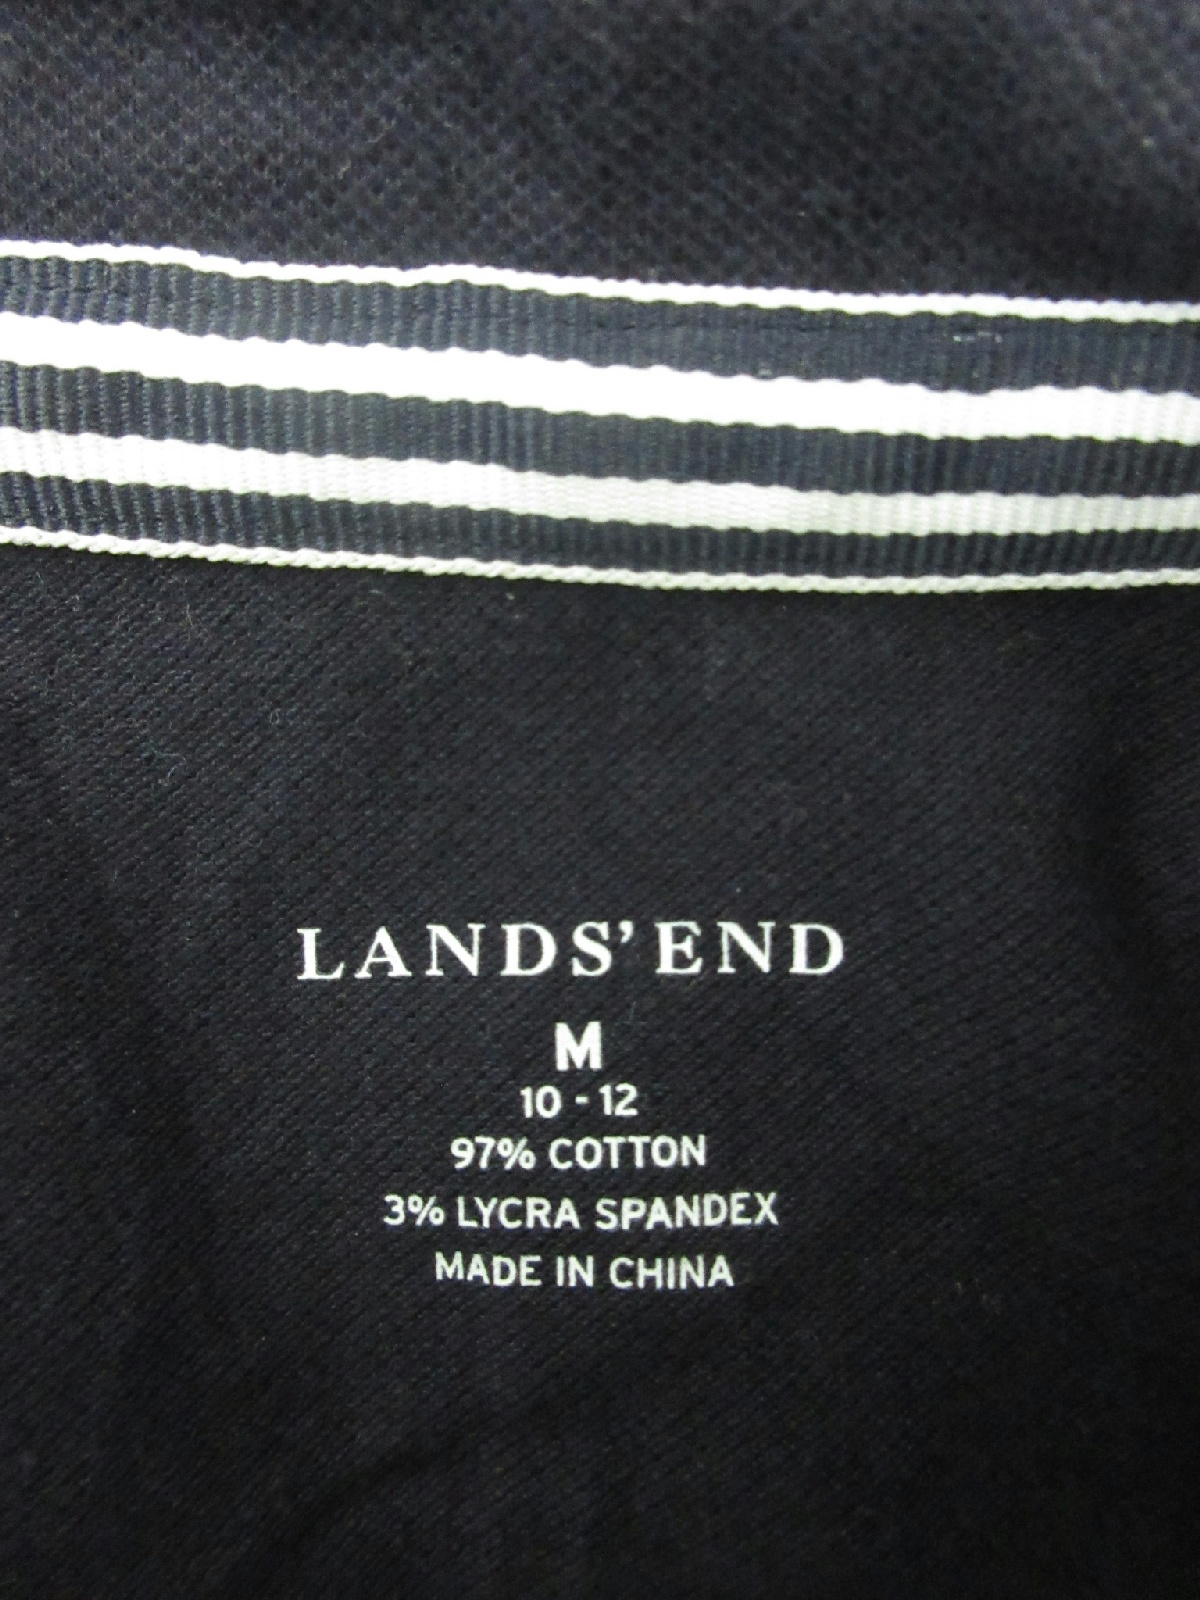 LANDS'END
M
10 - 12
97% COTTON
3% LYCRA SPANDEX
MADE IN CHINA